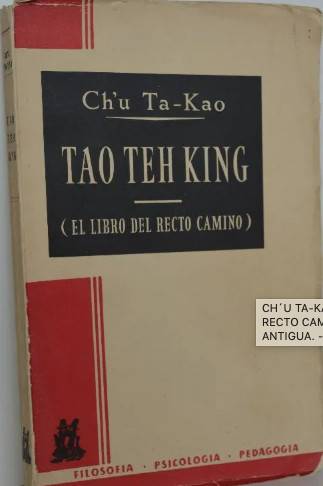 Ch'u Ta-Kao
TAO TEH KING
(EL LIBRO DEL RECTO CAMINO)
FILOSOFIA · PSICOLOGIA · PEDAGOGIA
CH´U TA-KA
RECTO CAM
ANTIGUA. -